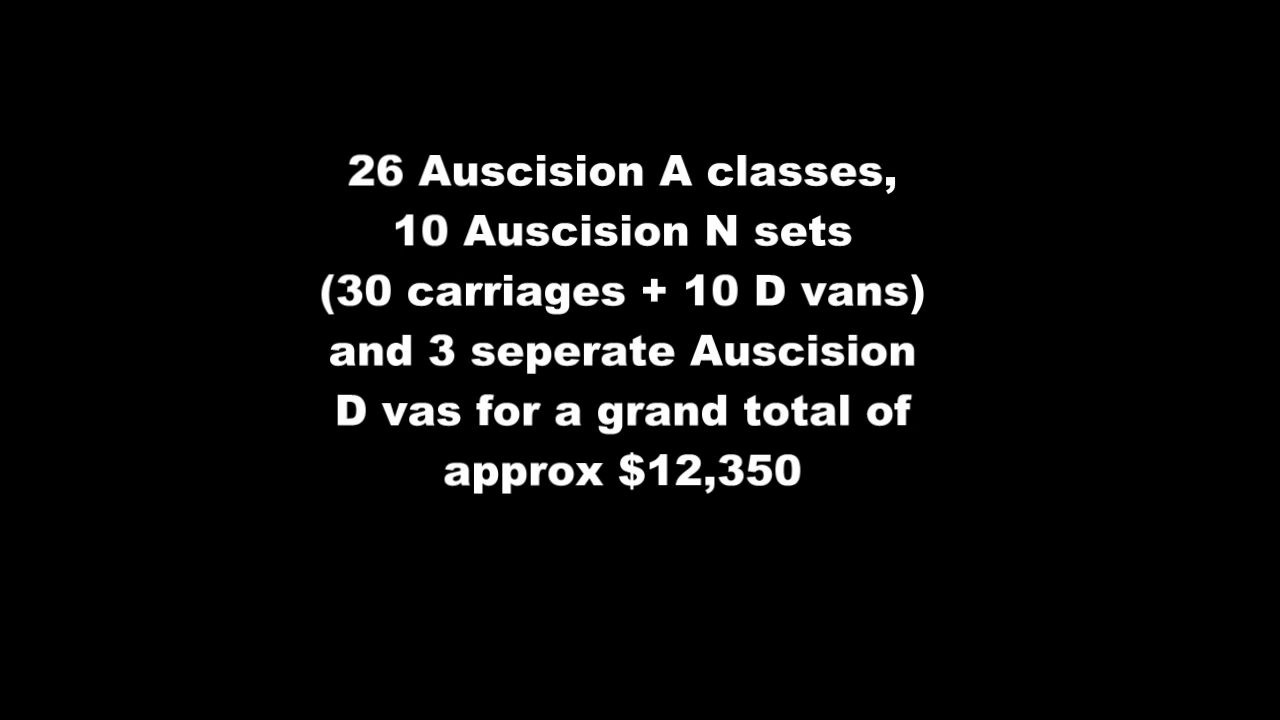 26 Auscision A classes,
10 Auscision N sets
(30 carriages + 10 D vans)
and 3 seperate Auscision
D vas for a grand total of
approx $12,350